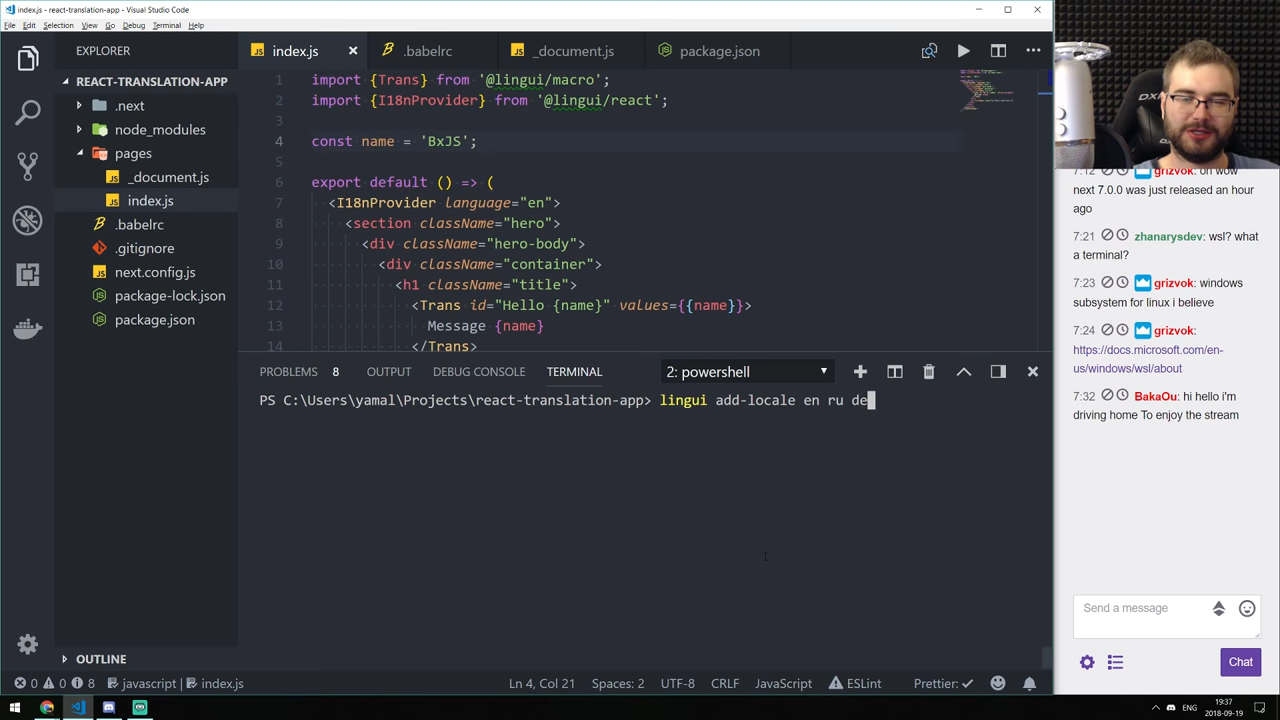 index.js - react-translation-app - Visual Studio Code
File Edit Selection View Go Debug Terminal Help
EXPLORER
REACT-TRANSLATION-APP
.next
node_modules
pages
_document.js
index.js
.babelrc
.gitignore
next.config.js
package-lock.json
package.json
OUTLINE
index.js
.babelrc
_document.js
package.json
1 import {Trans} from '@lingui/macro';
2 import {I18nProvider} from '@lingui/react';
3
4 const name = 'BxJS';
5
6 export default () => (
7 <I18nProvider language="en">
8 <section className="hero">
9 <div className="hero-body">
10 <div className="container">
11 <h1 className="title">
12 <Trans id="Hello {name}" values={{name}}>
13 Message {name}
14 </Trans>
PROBLEMS 8 OUTPUT DEBUG CONSOLE TERMINAL 2: powershell
PS C:\Users\yamal\Projects\react-translation-app> lingui add-locale en ru de
0 0 8 javascript index.js Ln 4, Col 21 Spaces: 2 UTF-8 CRLF JavaScript ESLint Prettier: ✓
DX
7:12 grizvok: oh wow
next 7.0.0 was just released an hour
ago
7:21 zhanarysdev: wsl? what
a terminal?
7:23 grizvok: windows
subsystem for linux i believe
7:24 grizvok:
https://docs.microsoft.com/en-
us/windows/wsl/about
7:32 BakaOu: hi hello i'm
driving home To enjoy the stream
Send a message
Chat
ENG
19:37
2018-09-19